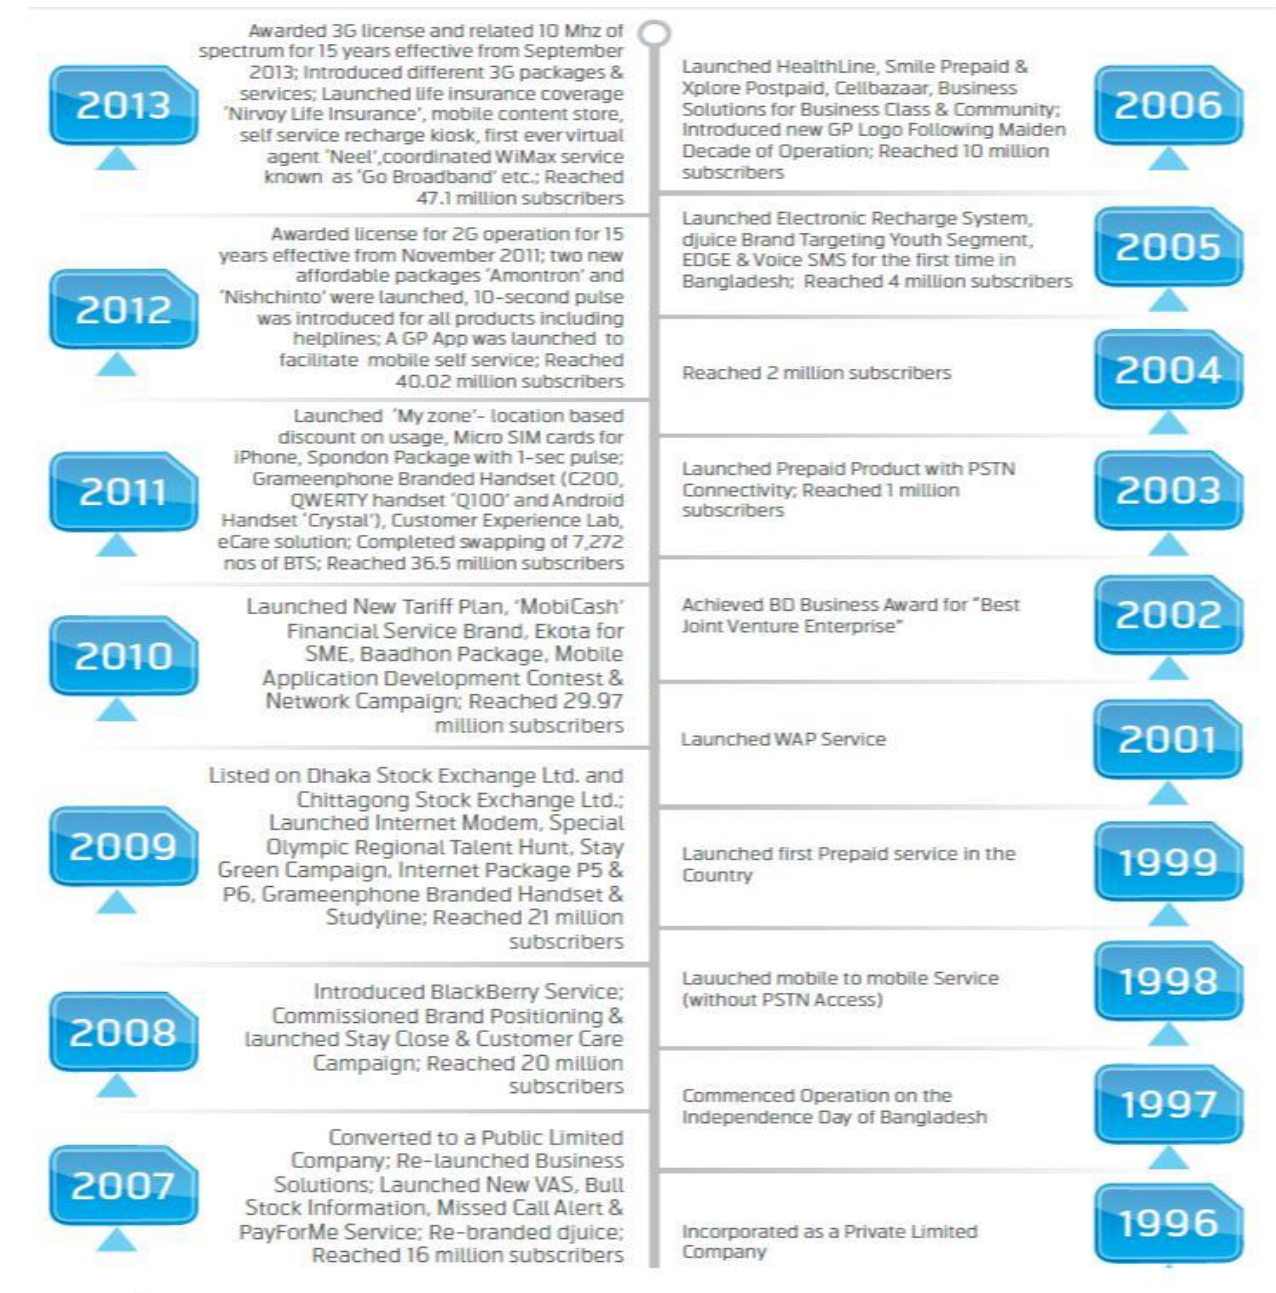 Awarded 3G license and related 10 Mhz of
spectrum for 15 years effective from September
2013; Introduced different 3G packages &
services; Launched life insurance coverage
'Nirvoy Life Insurance', mobile content store,
self service recharge kiosk, first ever virtual
agent 'Neel',coordinated WiMax service
known as 'Go Broadband' etc.; Reached
47.1 million subscribers
2013
Awarded license for 2G operation for 15
years effective from November 2011; two new
affordable packages 'Amontron' and
'Nishchinto' were launched, 10-second pulse
was introduced for all products including
helplines; A GP App was launched to
facilitate mobile self service; Reached
40.02 million subscribers
2012
Launched 'My zone'- location based
discount on usage, Micro SIM cards for
iPhone, Spondon Package with 1-sec pulse;
Grameenphone Branded Handset (C200,
QWERTY handset 'Q100' and Android
Handset 'Crystal'), Customer Experience Lab,
eCare solution; Completed swapping of 7,272
nos of BTS; Reached 36.5 million subscribers
2011
Launched New Tariff Plan, 'MobiCash'
Financial Service Brand, Ekota for
SME, Baadhon Package, Mobile
Application Development Contest &
Network Campaign; Reached 29.97
million subscribers
2010
Listed on Dhaka Stock Exchange Ltd. and
Chittagong Stock Exchange Ltd.;
Launched Internet Modem, Special
Olympic Regional Talent Hunt, Stay
Green Campaign, Internet Package P5 &
P6, Grameenphone Branded Handset &
Studyline; Reached 21 million
subscribers
2009
Introduced BlackBerry Service;
Commissioned Brand Positioning &
launched Stay Close & Customer Care
Campaign; Reached 20 million
subscribers
2008
Converted to a Public Limited
Company; Re-launched Business
Solutions; Launched New VAS, Bull
Stock Information, Missed Call Alert &
PayForMe Service; Re-branded djuice;
Reached 16 million subscribers
2007
Launched HealthLine, Smile Prepaid &
Xplore Postpaid, Cellbazaar, Business
Solutions for Business Class & Community;
Introduced new GP Logo Following Maiden
Decade of Operation; Reached 10 million
subscribers
2006
Launched Electronic Recharge System,
djuice Brand Targeting Youth Segment,
EDGE & Voice SMS for the first time in
Bangladesh; Reached 4 million subscribers
2005
Reached 2 million subscribers
2004
Launched Prepaid Product with PSTN
Connectivity; Reached 1 million
subscribers
2003
Achieved BD Business Award for "Best
Joint Venture Enterprise"
2002
Launched WAP Service
2001
Launched first Prepaid service in the
Country
1999
Lauuched mobile to mobile Service
(without PSTN Access)
1998
Commenced Operation on the
Independence Day of Bangladesh
1997
Incorporated as a Private Limited
Company
1996